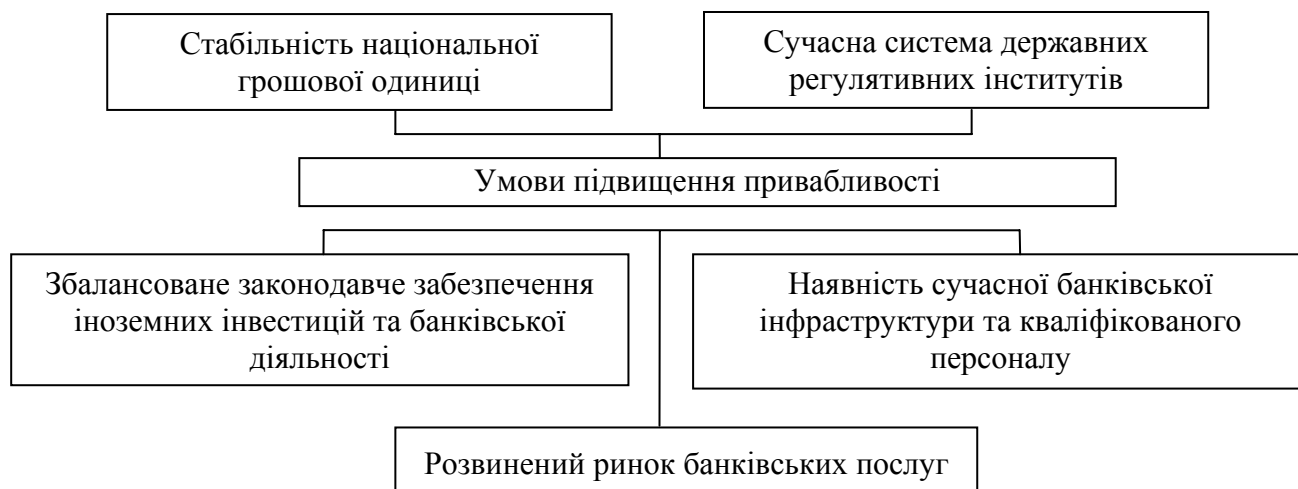 Стабільність національної
грошової одиниці
Сучасна система державних
регулятивних інститутів
Умови підвищення привабливості
Збалансоване законодавче забезпечення
іноземних інвестицій та банківської
діяльності
Наявність сучасної банківської
інфраструктури та кваліфікованого
персоналу
Розвинений ринок банківських послуг